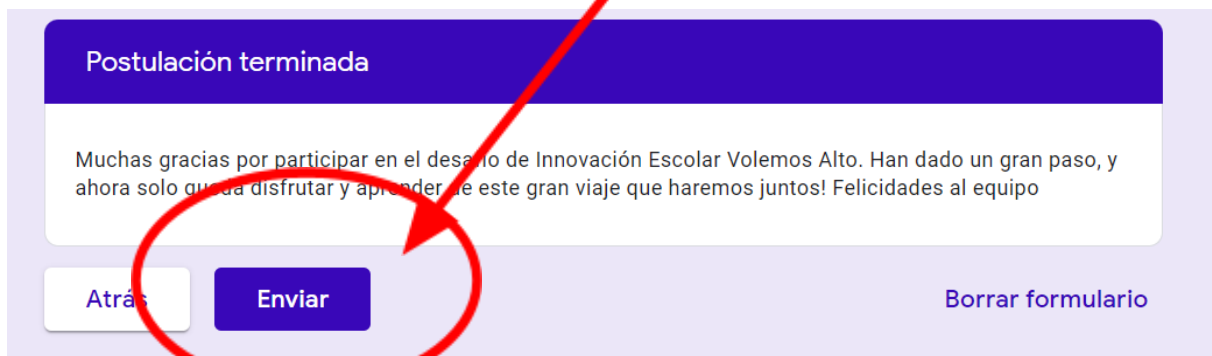 Postulación terminada
Muchas gracias por participar en el desafío de Innovación Escolar Volemos Alto. Han dado un gran paso, y
ahora solo queda disfrutar y aprender de este gran viaje que haremos juntos! Felicidades al equipo
Atrás
Enviar
Borrar formulario